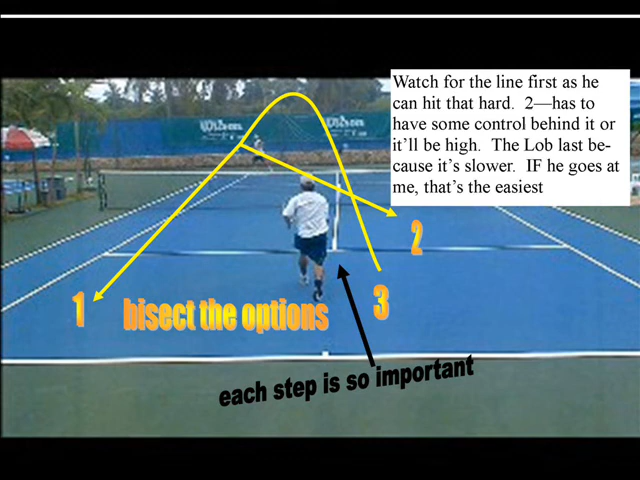 Watch for the line first as he
can hit that hard.  2—has to
have some control behind it or
it'll be high.  The Lob last be-
cause it's slower.  IF he goes at
me, that's the easiest
Wilson
Wilson
2
1
bisect the options
3
each step is so important